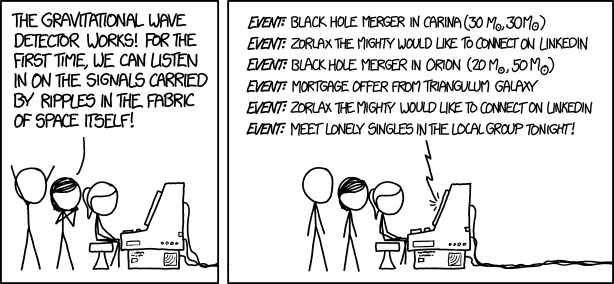 THE GRAVITATIONAL WAVE
DETECTOR WORKS! FOR THE
FIRST TIME, WE CAN LISTEN
IN ON THE SIGNALS CARRIED
BY RIPPLES IN THE FABRIC
OF SPACE ITSELF!
EVENT: BLACK HOLE MERGER IN CARINA (30 M☉, 30 M☉)
EVENT: ZORLAX THE MIGHTY WOULD LIKE TO CONNECT ON LINKEDIN
EVENT: BLACK HOLE MERGER IN ORION (20 M☉, 50 M☉)
EVENT: MORTGAGE OFFER FROM TRIANGULUM GALAXY
EVENT: ZORLAX THE MIGHTY WOULD LIKE TO CONNECT ON LINKEDIN
EVENT: MEET LONELY SINGLES IN THE LOCAL GROUP TONIGHT!